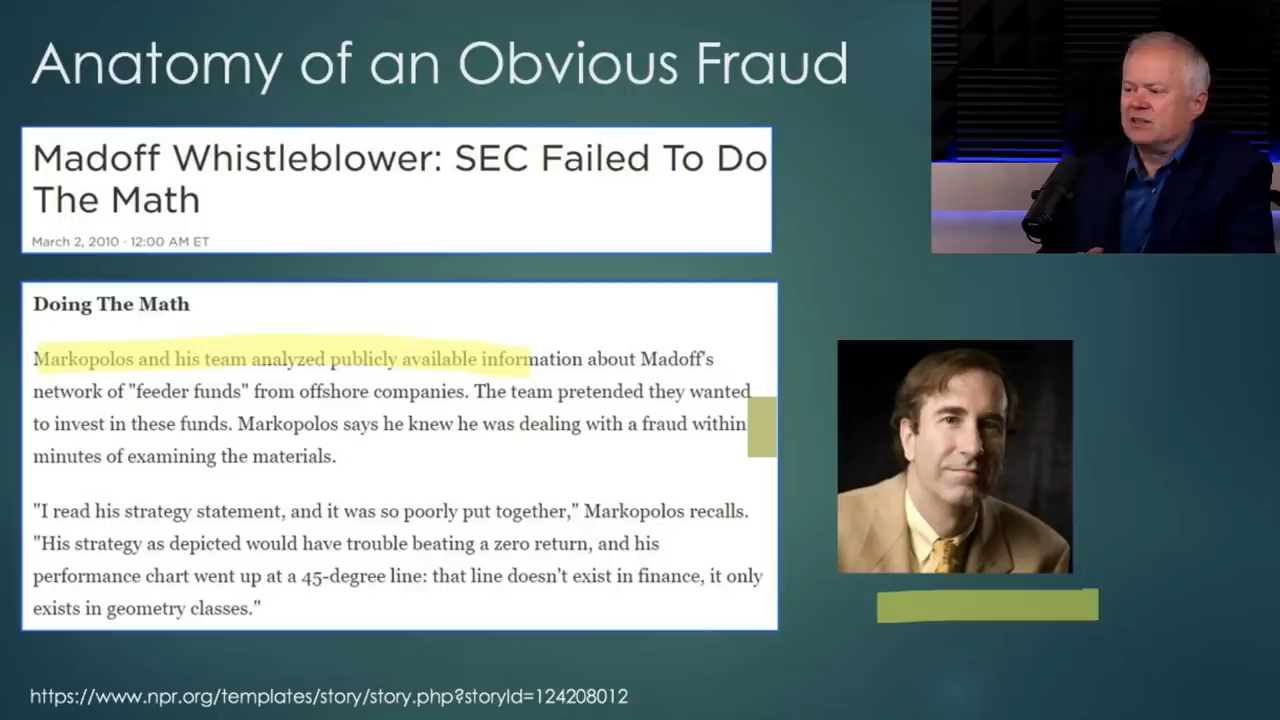 Anatomy of an Obvious Fraud
Madoff Whistleblower: SEC Failed To Do
The Math
March 2, 2010 · 12:00 AM ET
Doing The Math
Markopolos and his team analyzed publicly available information about Madoff's
network of "feeder funds" from offshore companies. The team pretended they wanted
to invest in these funds. Markopolos says he knew he was dealing with a fraud within
minutes of examining the materials.
"I read his strategy statement, and it was so poorly put together," Markopolos recalls.
"His strategy as depicted would have trouble beating a zero return, and his
performance chart went up at a 45-degree line: that line doesn't exist in finance, it only
exists in geometry classes."
https://www.npr.org/templates/story/story.php?storyId=124208012